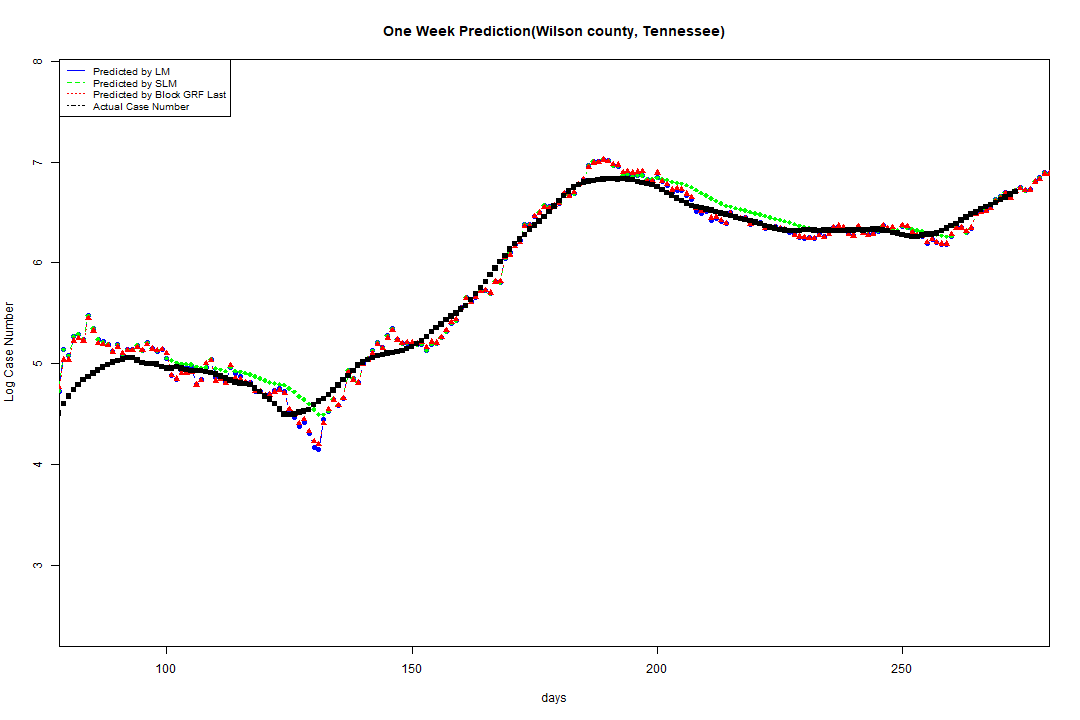 One Week Prediction(Wilson county, Tennessee)
Predicted by LM
Predicted by SLM
Predicted by Block GRF Last
Actual Case Number
8
7
6
5
4
3
Log Case Number
100 150 200 250
days